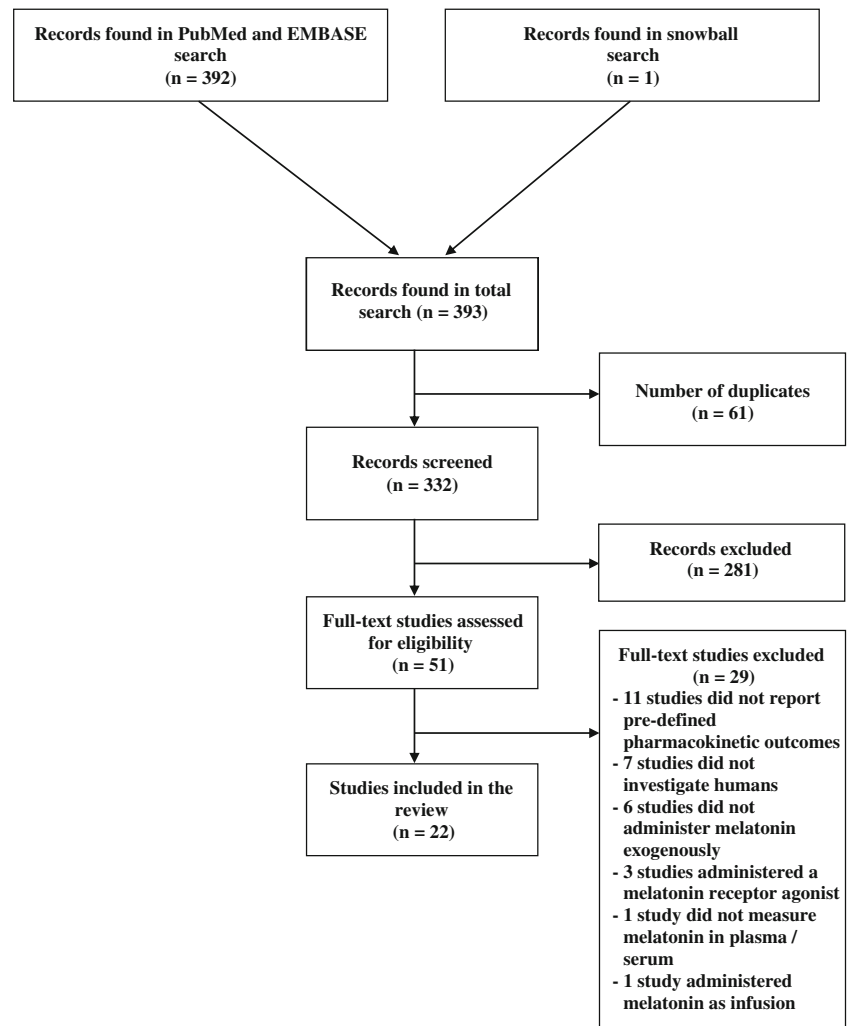 Records found in PubMed and EMBASE
search
(n = 392)
Records found in snowball
search
(n = 1)
Records found in total
search (n = 393)
Number of duplicates
(n = 61)
Records screened
(n = 332)
Records excluded
(n = 281)
Full-text studies assessed
for eligibility
(n = 51)
Full-text studies excluded
(n = 29)
- 11 studies did not report
pre-defined
pharmacokinetic outcomes
- 7 studies did not
investigate humans
- 6 studies did not
administer melatonin
exogenously
- 3 studies administered a
melatonin receptor agonist
- 1 study did not measure
melatonin in plasma /
serum
- 1 study administered
melatonin as infusion
Studies included in the
review
(n = 22)